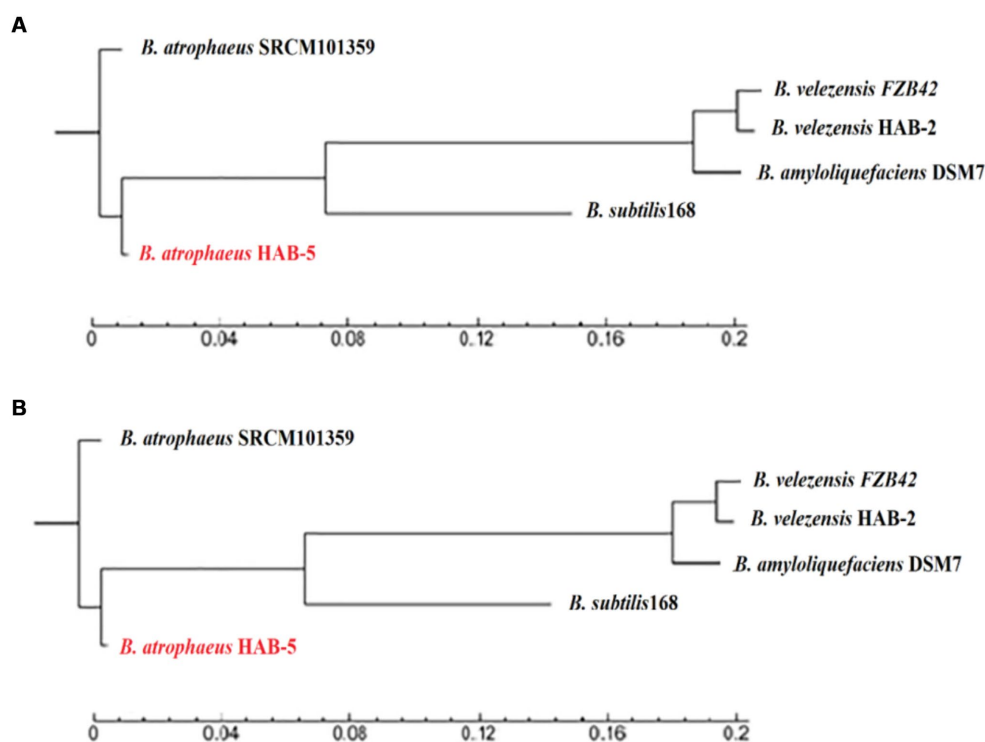 A
B. atrophaeus SRCM101359
B. velezensis FZB42
B. velezensis HAB-2
B. amyloliquefaciens DSM7
B. subtilis168
B. atrophaeus HAB-5
0 0.04 0.08 0.12 0.16 0.2
B
B. atrophaeus SRCM101359
B. velezensis FZB42
B. velezensis HAB-2
B. amyloliquefaciens DSM7
B. subtilis168
B. atrophaeus HAB-5
0 0.04 0.08 0.12 0.16 0.2